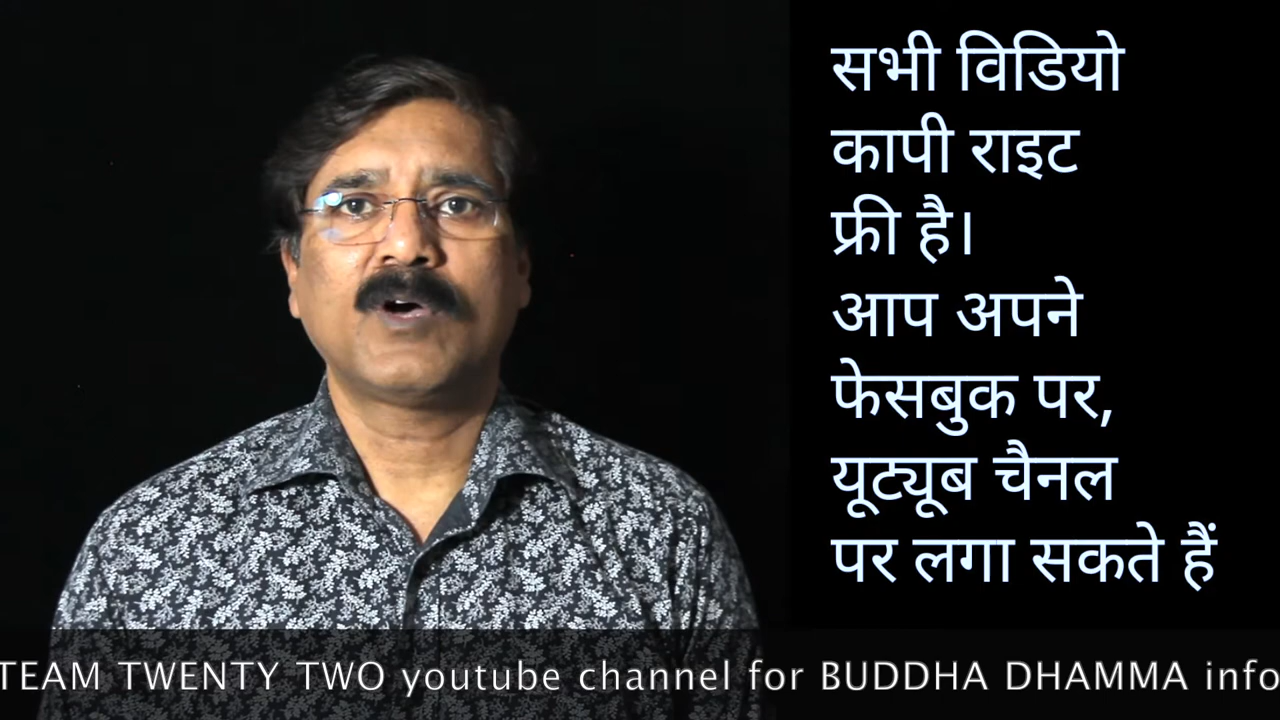 सभी विडियो
कापी राइट
फ्री है।
आप अपने
फेसबुक पर,
यूट्यूब चैनल
पर लगा सकते हैं
TEAM TWENTY TWO youtube channel for BUDDHA DHAMMA info